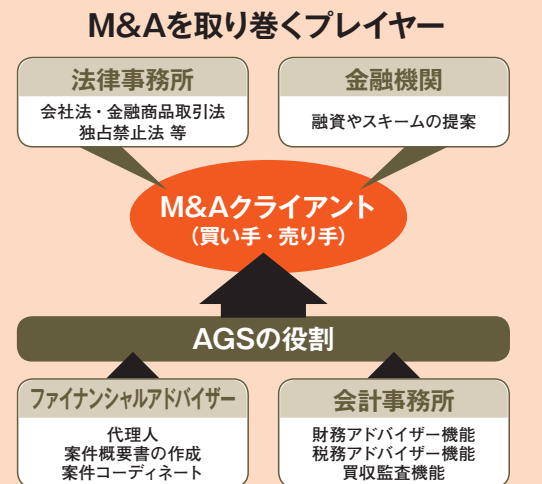 M&Aを取り巻くプレイヤー
法律事務所
会社法・金融商品取引法
独占禁止法 等
金融機関
融資やスキームの提案
M&Aクライアント
(買い手・売り手)
AGSの役割
ファイナンシャルアドバイザー
代理人
案件概要書の作成
案件コーディネート
会計事務所
財務アドバイザー機能
税務アドバイザー機能
買収監査機能